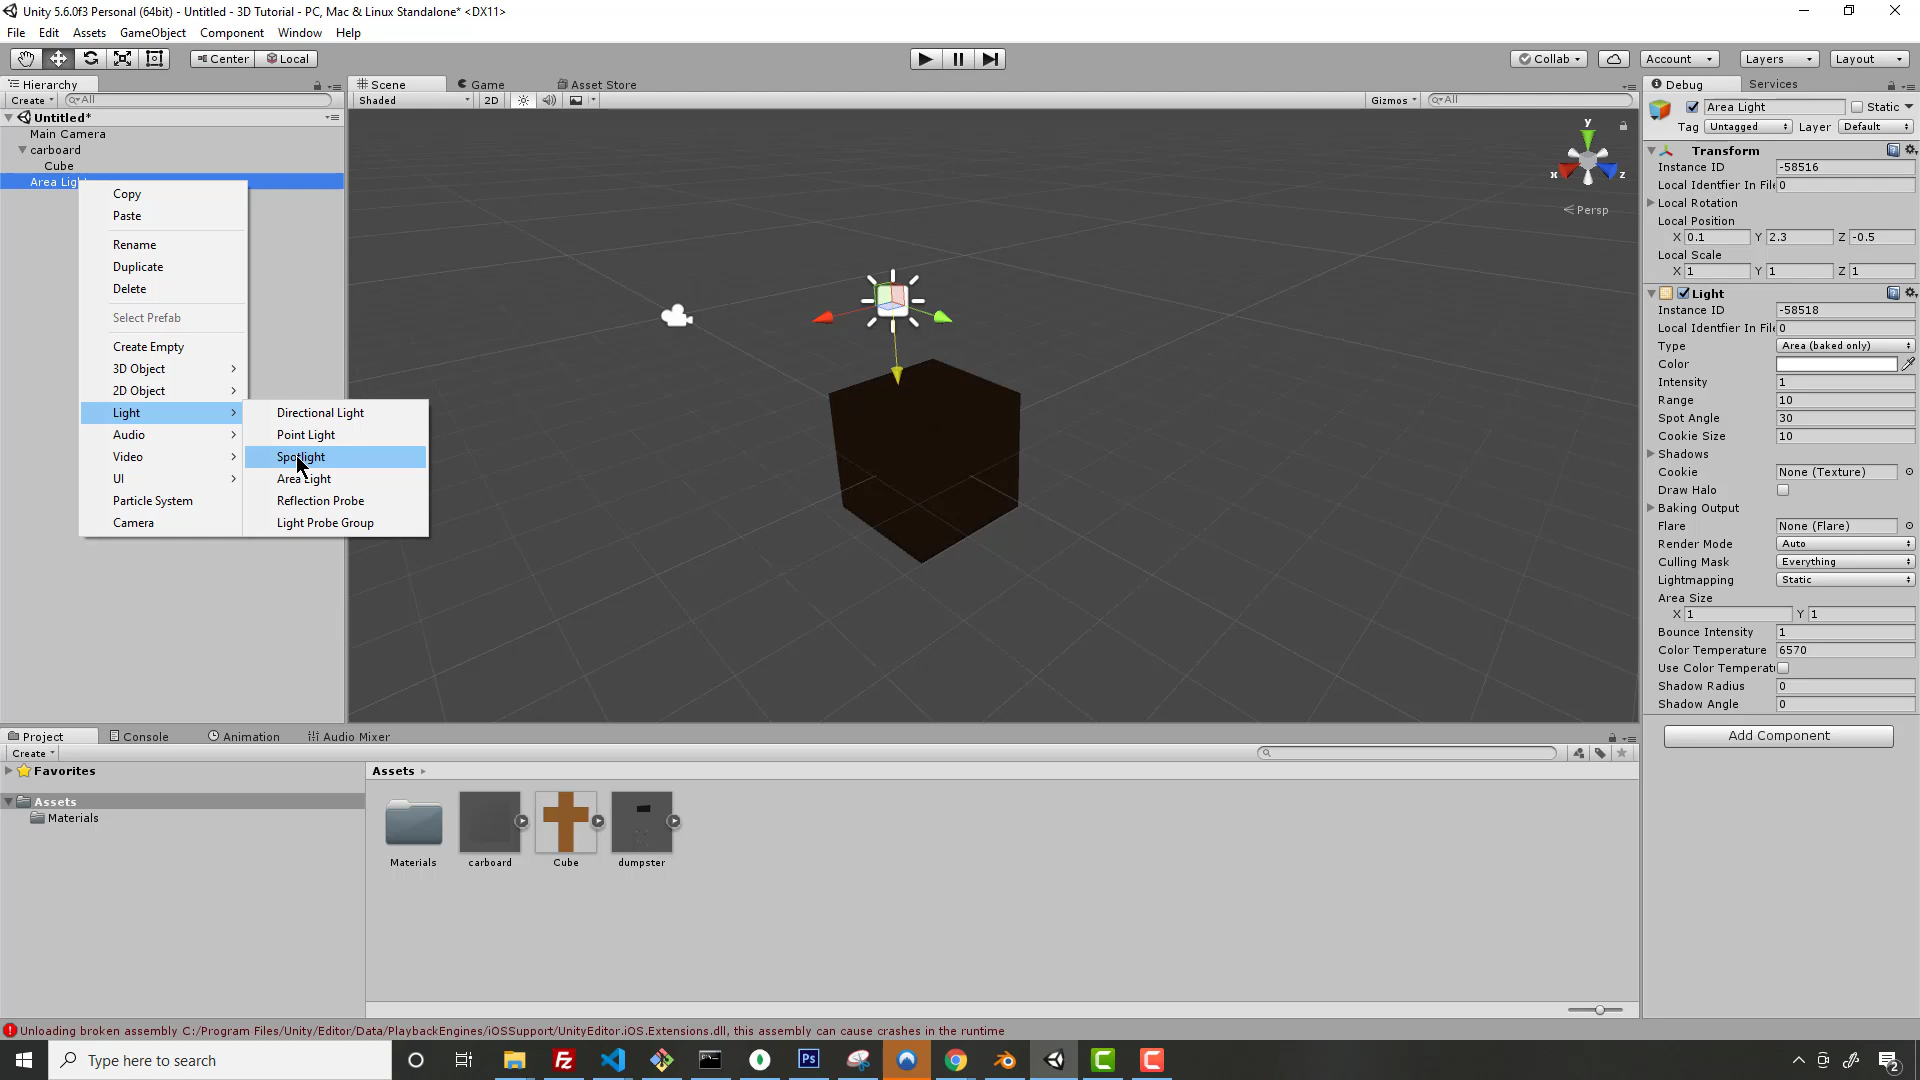 Unity 5.6.0f3 Personal (64bit) - Untitled - 3D Tutorial - PC, Mac & Linux Standalone* <DX11>
File Edit Assets GameObject Component Window Help
Center Local Collab Account Layers Layout
Hierarchy Scene Game Asset Store Debug Services
Create All Shaded 2D Gizmos All
Area Light Static
Untitled*
Main Camera
carboard
Cube
Area Light
Copy
Paste
Rename
Duplicate
Delete
Select Prefab
Create Empty
3D Object
2D Object
Light
Audio
Video
UI
Particle System
Camera
Directional Light
Point Light
Spotlight
Area Light
Reflection Probe
Light Probe Group
y
x z
Persp
Tag Untagged Layer Default
Transform
Instance ID -58516
Local Identfier In File 0
Local Rotation
Local Position
X 0.1 Y 2.3 Z -0.5
Local Scale
X 1 Y 1 Z 1
Light
Instance ID -58518
Local Identfier In File 0
Type Area (baked only)
Color
Intensity 1
Range 10
Spot Angle 30
Cookie Size 10
Shadows
Cookie None (Texture)
Draw Halo
Baking Output
Flare None (Flare)
Render Mode Auto
Culling Mask Everything
Lightmapping Static
Area Size
X 1 Y 1
Bounce Intensity 1
Color Temperature 6570
Use Color Temperatu
Shadow Radius 0
Shadow Angle 0
Add Component
Project Console Animation Audio Mixer
Create
Favorites
Assets
Materials
Assets
Materials carboard Cube dumpster
Unloading broken assembly C:/Program Files/Unity/Editor/Data/PlaybackEngines/iOSSupport/UnityEditor.iOS.Extensions.dll, this assembly can cause crashes in the runtime
Type here to search
Fz Ps C C 2